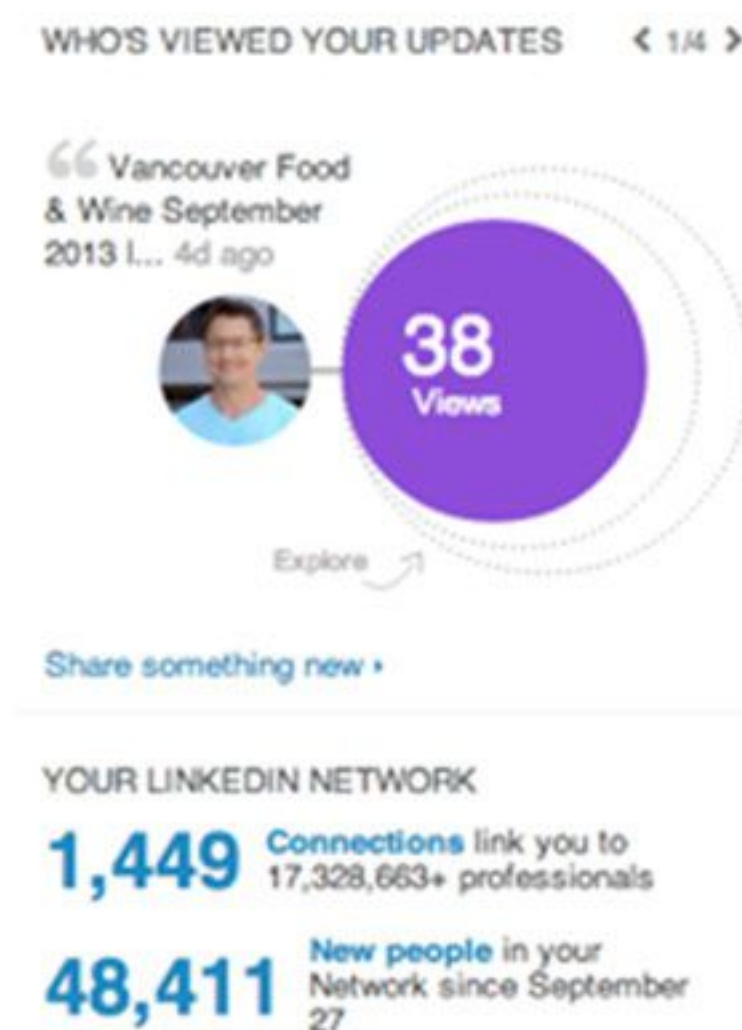 WHO'S VIEWED YOUR UPDATES
1/4
Vancouver Food
& Wine September
2013 l... 4d ago
38
Views
Explore
Share something new
YOUR LINKEDIN NETWORK
1,449 Connections link you to
17,328,663+ professionals
48,411 New people in your
Network since September
27